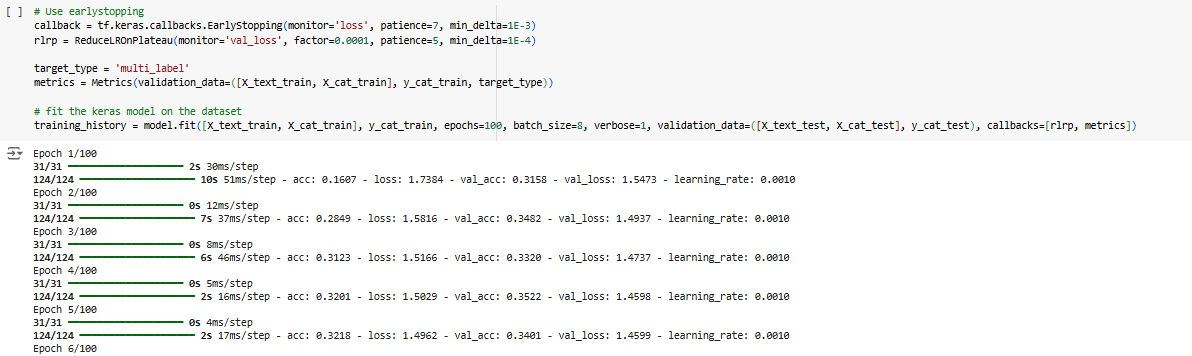 [ ] # Use earlystopping
callback = tf.keras.callbacks.EarlyStopping(monitor='loss', patience=7, min_delta=1E-3)
rlrp = ReduceLROnPlateau(monitor='val_loss', factor=0.0001, patience=5, min_delta=1E-4)
target_type = 'multi_label'
metrics = Metrics(validation_data=([X_text_train, X_cat_train], y_cat_train, target_type))
# fit the keras model on the dataset
training_history = model.fit([X_text_train, X_cat_train], y_cat_train, epochs=100, batch_size=8, verbose=1, validation_data=([X_text_test, X_cat_test], y_cat_test), callbacks=[rlrp, metrics])
Epoch 1/100
31/31 2s 30ms/step
124/124 10s 51ms/step - acc: 0.1607 - loss: 1.7384 - val_acc: 0.3158 - val_loss: 1.5473 - learning_rate: 0.0010
Epoch 2/100
31/31 0s 12ms/step
124/124 7s 37ms/step - acc: 0.2849 - loss: 1.5816 - val_acc: 0.3482 - val_loss: 1.4937 - learning_rate: 0.0010
Epoch 3/100
31/31 0s 8ms/step
124/124 6s 46ms/step - acc: 0.3123 - loss: 1.5166 - val_acc: 0.3320 - val_loss: 1.4737 - learning_rate: 0.0010
Epoch 4/100
31/31 0s 5ms/step
124/124 2s 16ms/step - acc: 0.3201 - loss: 1.5029 - val_acc: 0.3522 - val_loss: 1.4598 - learning_rate: 0.0010
Epoch 5/100
31/31 0s 4ms/step
124/124 2s 17ms/step - acc: 0.3218 - loss: 1.4962 - val_acc: 0.3401 - val_loss: 1.4599 - learning_rate: 0.0010
Epoch 6/100